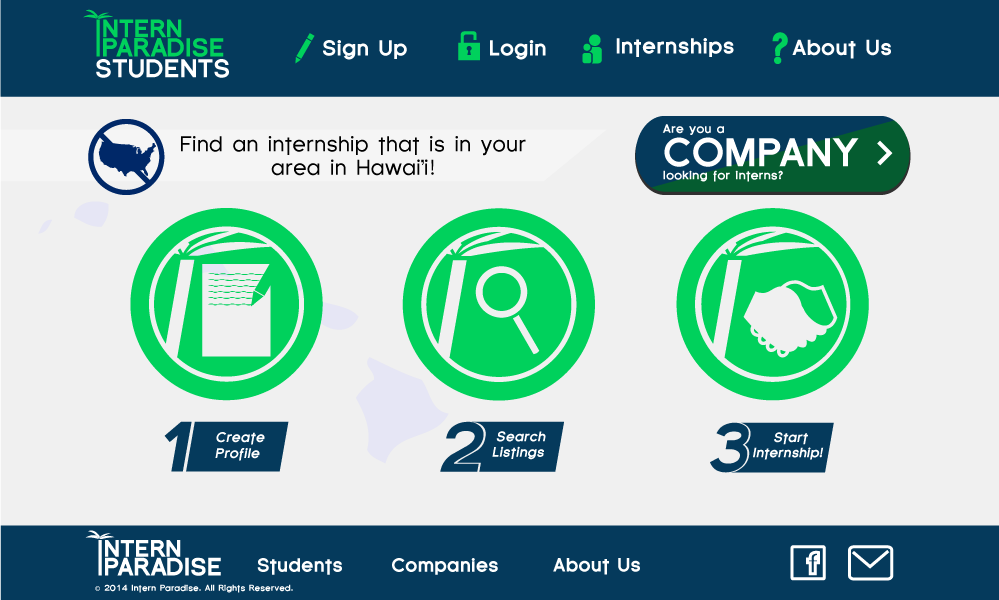 INTERN
PARADISE
STUDENTS
Sign Up
Login
Internships
About Us
Find an internship that is in your
area in Hawai'i!
Are you a
COMPANY
looking for Interns?
1
Create
Profile
2
Search
Listings
3
Start
Internship!
INTERN
PARADISE
© 2014 Intern Paradise. All Rights Reserved.
Students
Companies
About Us
f